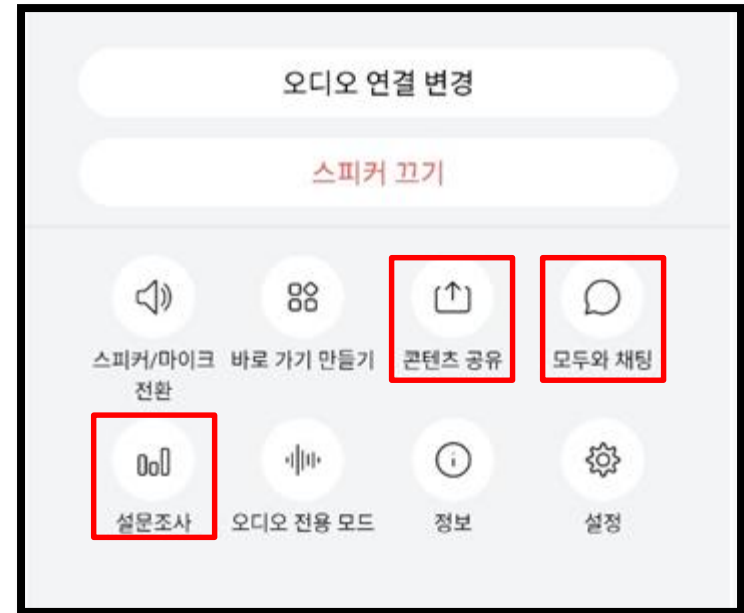 오디오 연결 변경
스피커 끄기
스피커/마이크 전환
바로 가기 만들기
콘텐츠 공유
모두와 채팅
설문조사
오디오 전용 모드
정보
설정